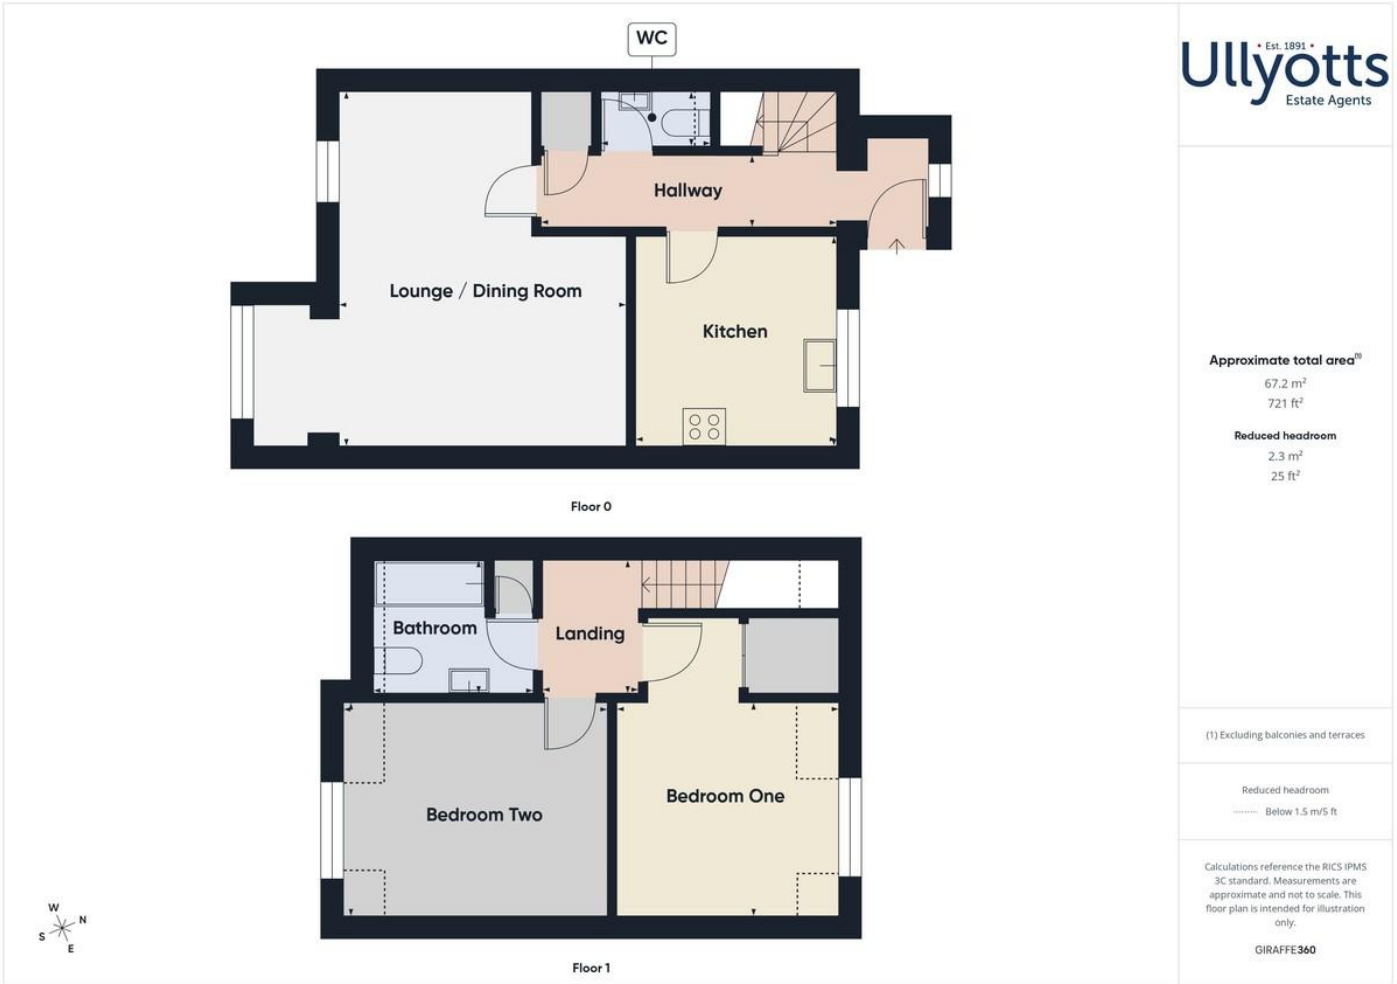 WC
Hallway
Lounge / Dining Room
Kitchen
Floor 0
Bathroom
Landing
Bedroom Two
Bedroom One
W
N
S
E
Floor 1
Est. 1891
Ullyotts
Estate Agents
Approximate total area(1)
67.2 m²
721 ft²
Reduced headroom
2.3 m²
25 ft²
(1) Excluding balconies and terraces
Reduced headroom
Below 1.5 m/5 ft
Calculations reference the RICS IPMS
3C standard. Measurements are
approximate and not to scale. This
floor plan is intended for illustration
only.
GIRAFFE360